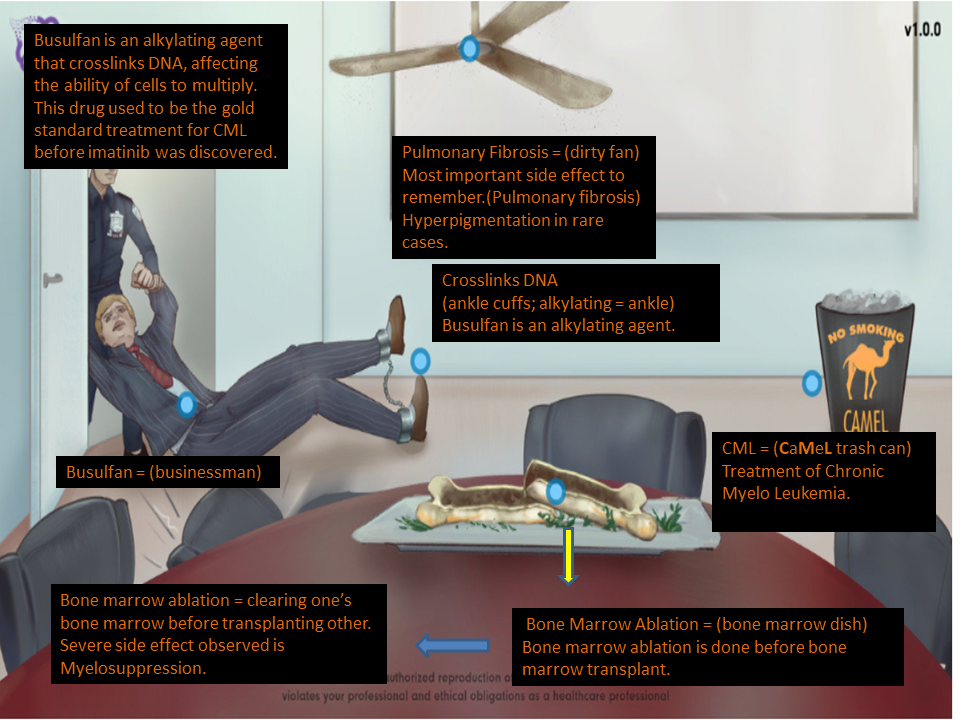 Busulfan is an alkylating agent
that crosslinks DNA, affecting
the ability of cells to multiply.
This drug used to be the gold
standard treatment for CML
before imatinib was discovered.
v1.0.0
Pulmonary Fibrosis = (dirty fan)
Most important side effect to
remember.(Pulmonary fibrosis)
Hyperpigmentation in rare
cases.
Crosslinks DNA
(ankle cuffs; alkylating = ankle)
Busulfan is an alkylating agent.
NO SMOKING
CAMEL
Busulfan = (businessman)
CML = (CaMeL trash can)
Treatment of Chronic
Myelo Leukemia.
Bone marrow ablation = clearing one’s
bone marrow before transplanting other.
Severe side effect observed is
Myelosuppression.
Bone Marrow Ablation = (bone marrow dish)
Bone marrow ablation is done before bone
marrow transplant.
authorized reproduction
violates your professional and ethical obligations as a healthcare professional